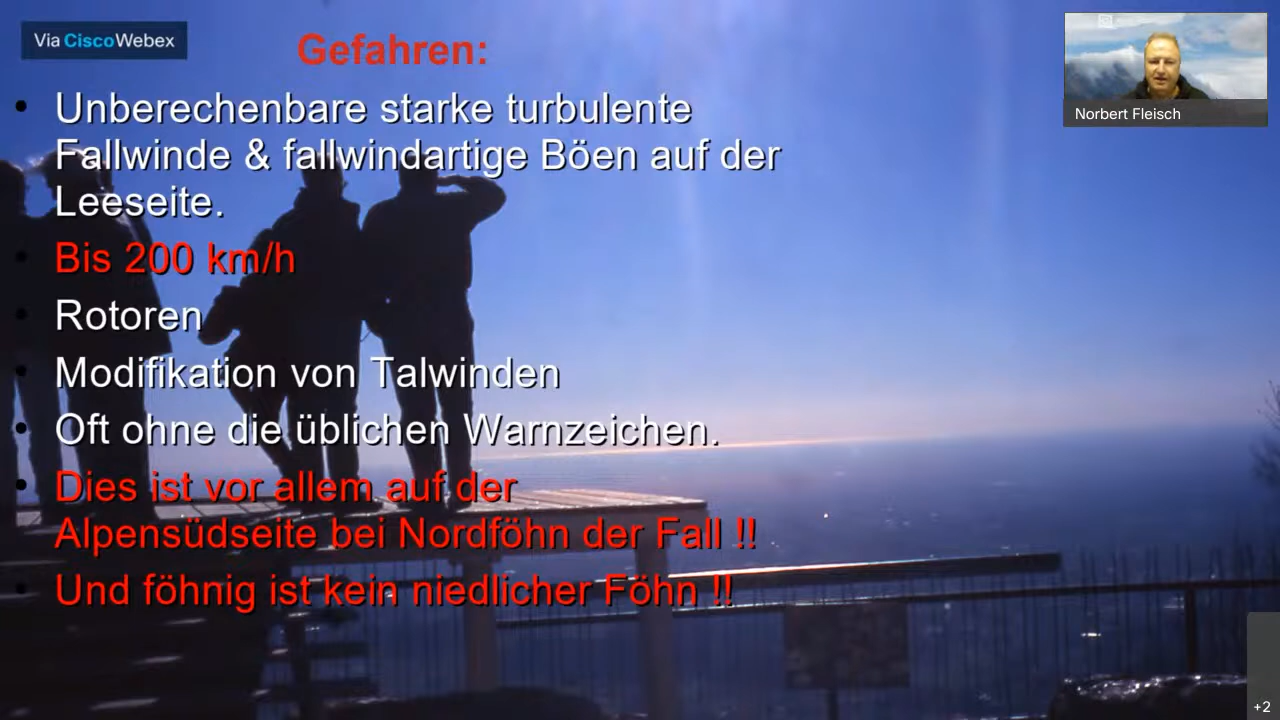 Via Cisco Webex
Gefahren:
Norbert Fleisch
• Unberechenbare starke turbulente
Fallwinde & fallwindartige Böen auf der
Leeseite.
• Bis 200 km/h
• Rotoren
• Modifikation von Talwinden
• Oft ohne die üblichen Warnzeichen.
• Dies ist vor allem auf der
Alpensüdseite bei Nordföhn der Fall !!
• Und föhnig ist kein niedlicher Föhn !!
+2